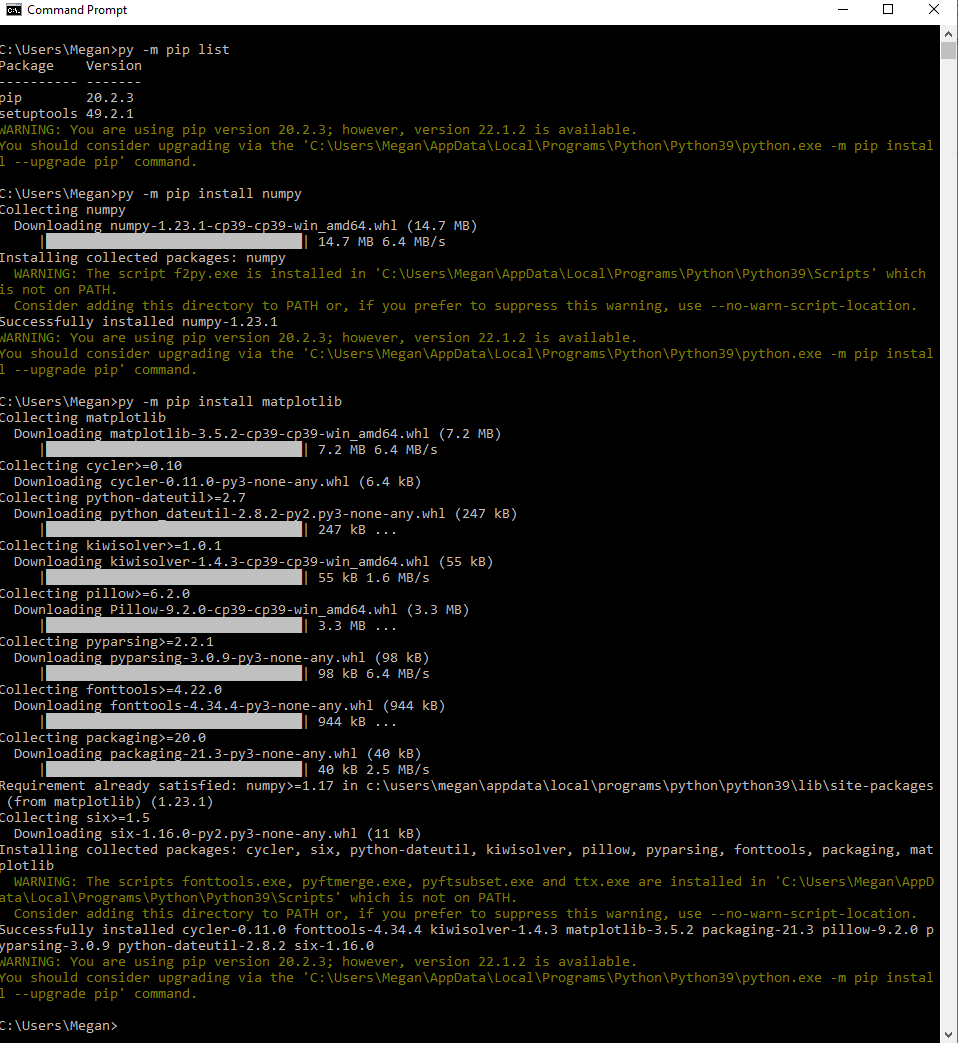 Command Prompt
C:\Users\Megan>py -m pip list
Package    Version
---------- -------
pip        20.2.3
setuptools 49.2.1
WARNING: You are using pip version 20.2.3; however, version 22.1.2 is available.
You should consider upgrading via the 'C:\Users\Megan\AppData\Local\Programs\Python\Python39\python.exe -m pip instal
l --upgrade pip' command.
C:\Users\Megan>py -m pip install numpy
Collecting numpy
  Downloading numpy-1.23.1-cp39-cp39-win_amd64.whl (14.7 MB)
     |                                | 14.7 MB 6.4 MB/s
Installing collected packages: numpy
  WARNING: The script f2py.exe is installed in 'C:\Users\Megan\AppData\Local\Programs\Python\Python39\Scripts' which
is not on PATH.
  Consider adding this directory to PATH or, if you prefer to suppress this warning, use --no-warn-script-location.
Successfully installed numpy-1.23.1
WARNING: You are using pip version 20.2.3; however, version 22.1.2 is available.
You should consider upgrading via the 'C:\Users\Megan\AppData\Local\Programs\Python\Python39\python.exe -m pip instal
l --upgrade pip' command.
C:\Users\Megan>py -m pip install matplotlib
Collecting matplotlib
  Downloading matplotlib-3.5.2-cp39-cp39-win_amd64.whl (7.2 MB)
     |                                | 7.2 MB 6.4 MB/s
Collecting cycler>=0.10
  Downloading cycler-0.11.0-py3-none-any.whl (6.4 kB)
Collecting python-dateutil>=2.7
  Downloading python_dateutil-2.8.2-py2.py3-none-any.whl (247 kB)
     |                                | 247 kB ...
Collecting kiwisolver>=1.0.1
  Downloading kiwisolver-1.4.3-cp39-cp39-win_amd64.whl (55 kB)
     |                                | 55 kB 1.6 MB/s
Collecting pillow>=6.2.0
  Downloading Pillow-9.2.0-cp39-cp39-win_amd64.whl (3.3 MB)
     |                                | 3.3 MB ...
Collecting pyparsing>=2.2.1
  Downloading pyparsing-3.0.9-py3-none-any.whl (98 kB)
     |                                | 98 kB 6.4 MB/s
Collecting fonttools>=4.22.0
  Downloading fonttools-4.34.4-py3-none-any.whl (944 kB)
     |                                | 944 kB ...
Collecting packaging>=20.0
  Downloading packaging-21.3-py3-none-any.whl (40 kB)
     |                                | 40 kB 2.5 MB/s
Requirement already satisfied: numpy>=1.17 in c:\users\megan\appdata\local\programs\python\python39\lib\site-packages
 (from matplotlib) (1.23.1)
Collecting six>=1.5
  Downloading six-1.16.0-py2.py3-none-any.whl (11 kB)
Installing collected packages: cycler, six, python-dateutil, kiwisolver, pillow, pyparsing, fonttools, packaging, mat
plotlib
  WARNING: The scripts fonttools.exe, pyftmerge.exe, pyftsubset.exe and ttx.exe are installed in 'C:\Users\Megan\AppD
ata\Local\Programs\Python\Python39\Scripts' which is not on PATH.
  Consider adding this directory to PATH or, if you prefer to suppress this warning, use --no-warn-script-location.
Successfully installed cycler-0.11.0 fonttools-4.34.4 kiwisolver-1.4.3 matplotlib-3.5.2 packaging-21.3 pillow-9.2.0 p
yparsing-3.0.9 python-dateutil-2.8.2 six-1.16.0
WARNING: You are using pip version 20.2.3; however, version 22.1.2 is available.
You should consider upgrading via the 'C:\Users\Megan\AppData\Local\Programs\Python\Python39\python.exe -m pip instal
l --upgrade pip' command.
C:\Users\Megan>